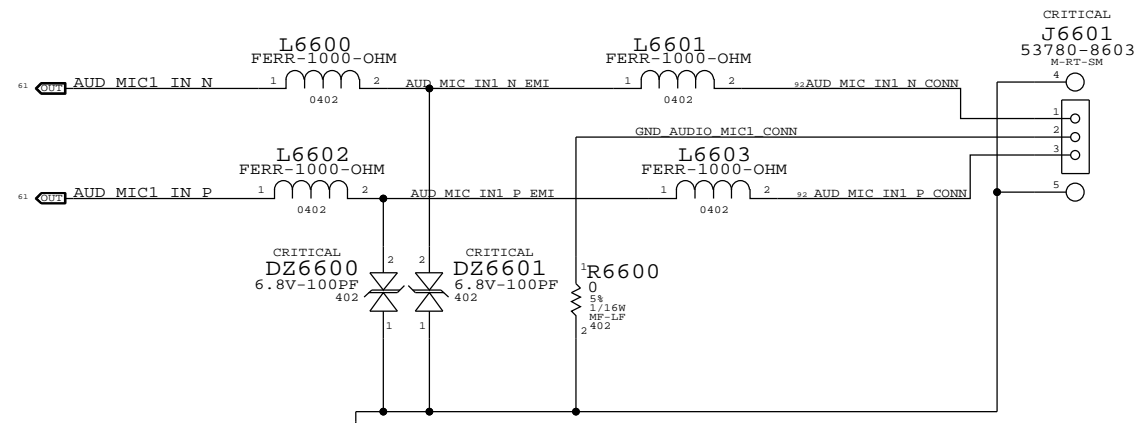 CRITICAL
J6601
53780-8603
M-RT-SM
L6600
FERR-1000-OHM
L6601
FERR-1000-OHM
61 OUT AUD_MIC1_IN_N 1 2 AUD_MIC_IN1_N_EMI 1 2 92 AUD_MIC_IN1_N_CONN
4
0402
0402
1
GND_AUDIO_MIC1_CONN 2
L6602
FERR-1000-OHM
L6603
FERR-1000-OHM
3
61 OUT AUD_MIC1_IN_P 1 2 AUD_MIC_IN1_P_EMI 1 2 92 AUD_MIC_IN1_P_CONN
5
0402
0402
CRITICAL
DZ6600
6.8V-100PF
402
2
1
CRITICAL
DZ6601
6.8V-100PF
402
2
1
1
R6600
0
5%
1/16W
MF-LF
402
2